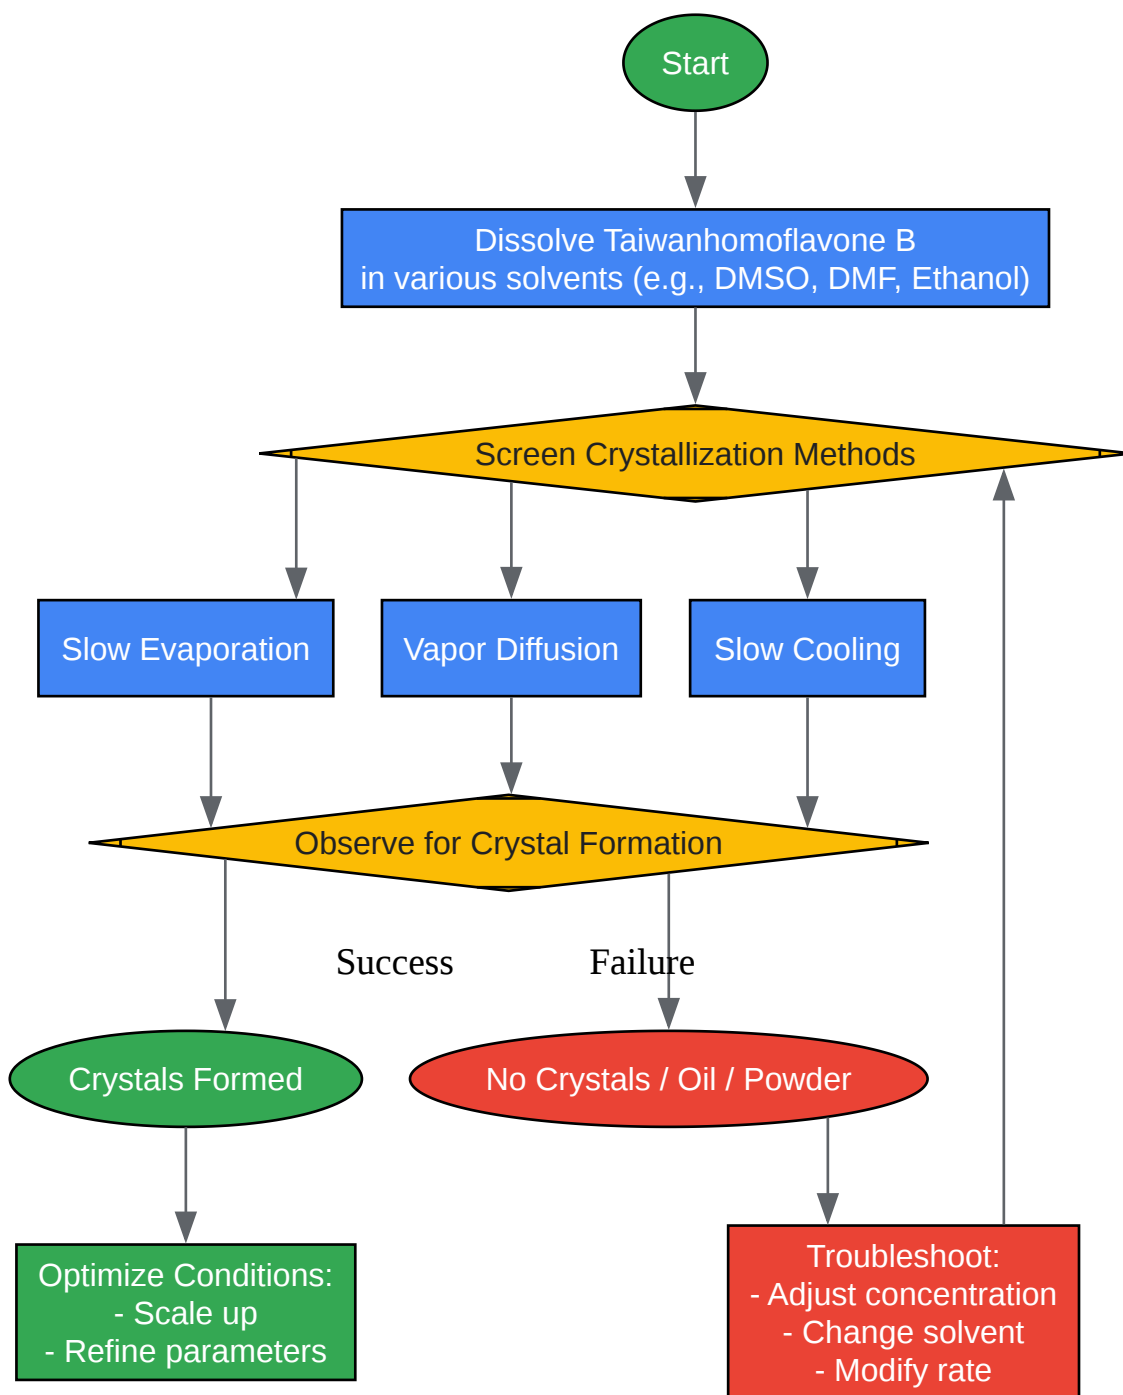 Start
Dissolve Taiwanhomoflavone B
in various solvents (e.g., DMSO, DMF, Ethanol)
Screen Crystallization Methods
Slow Evaporation
Vapor Diffusion
Slow Cooling
Observe for Crystal Formation
Success
Failure
Crystals Formed
No Crystals / Oil / Powder
Optimize Conditions:
- Scale up
- Refine parameters
Troubleshoot:
- Adjust concentration
- Change solvent
- Modify rate